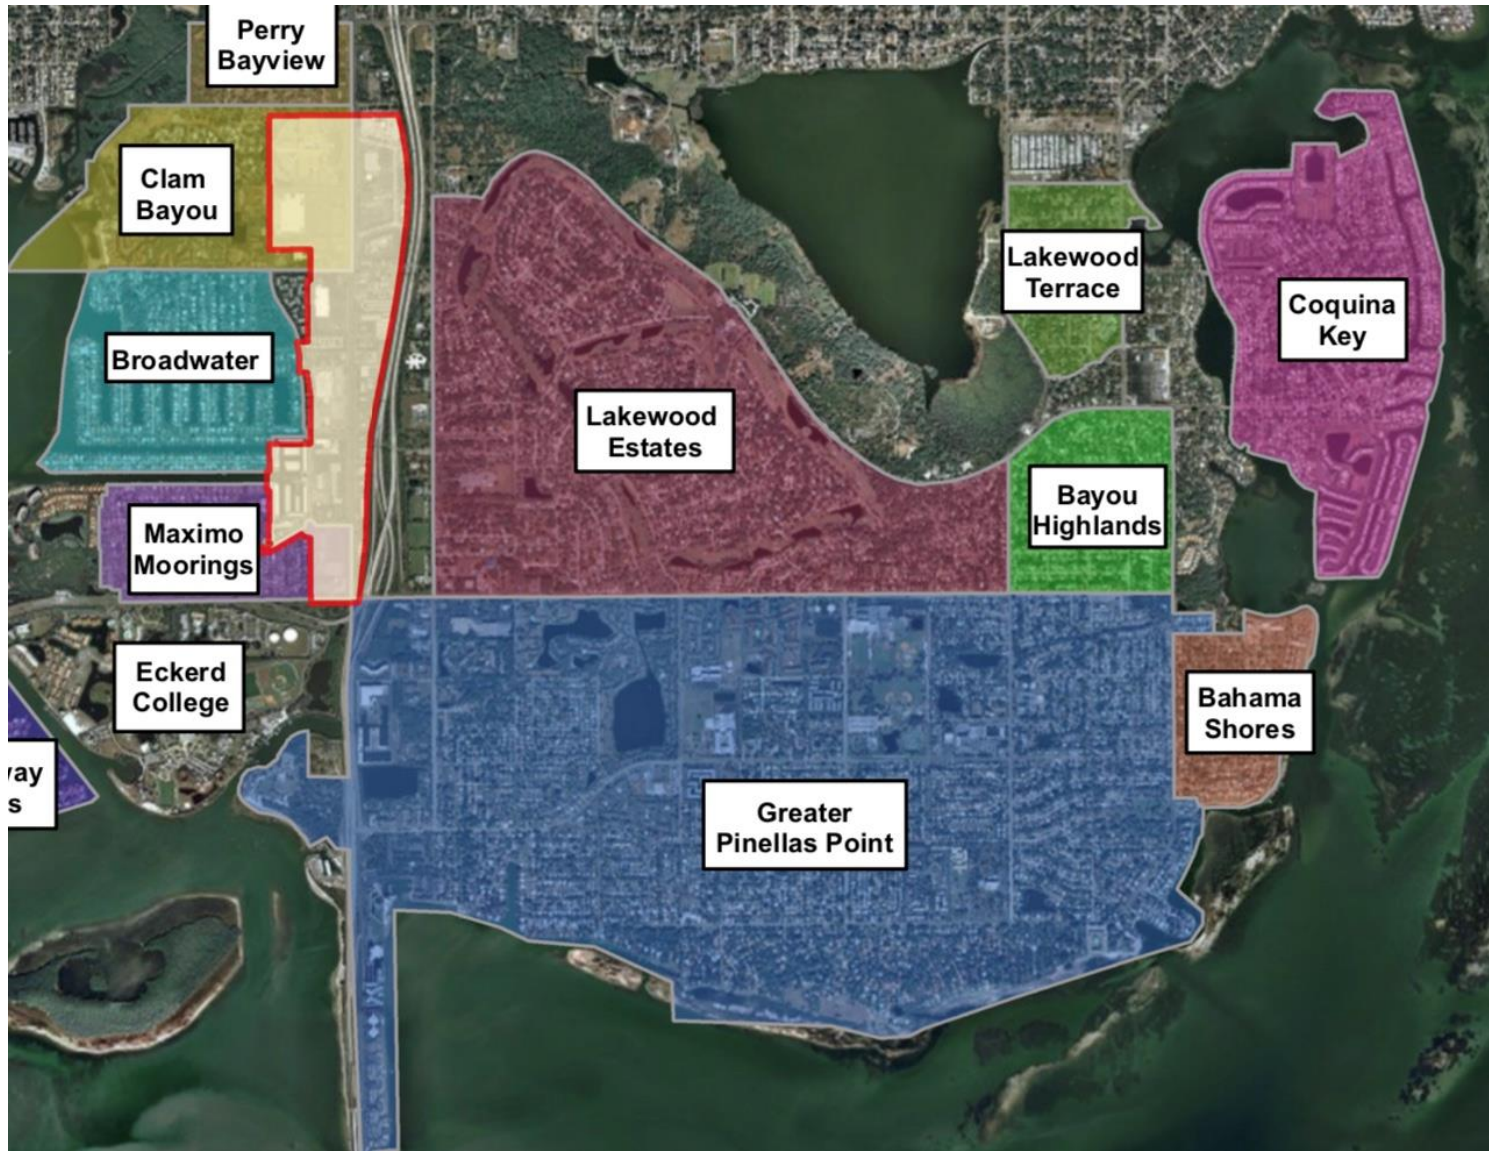 Perry
Bayview
Clam
Bayou
Lakewood
Terrace
Coquina
Key
Broadwater
Lakewood
Estates
Bayou
Highlands
Maximo
Moorings
Eckerd
College
Bahama
Shores
way
s
Greater
Pinellas Point